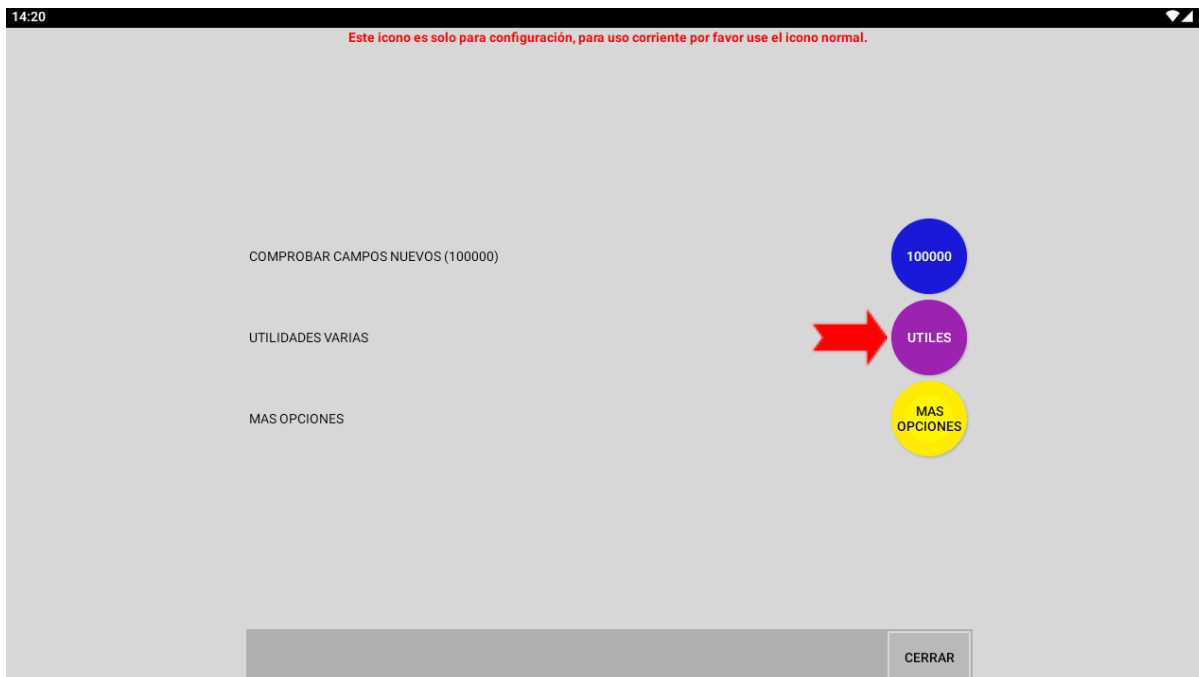 14:20
Este icono es solo para configuración, para uso corriente por favor use el icono normal.
COMPROBAR CAMPOS NUEVOS (100000)
100000
UTILIDADES VARIAS
UTILES
MAS OPCIONES
MAS
OPCIONES
CERRAR